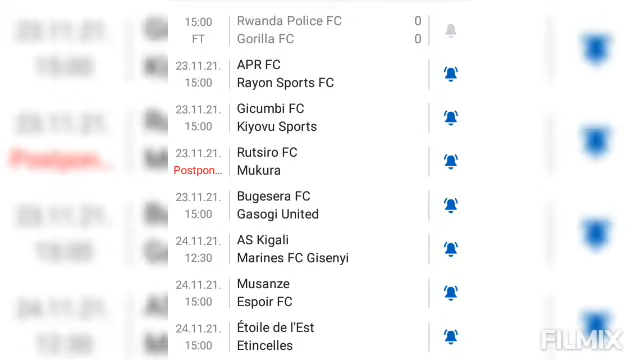 15:00 Rwanda Police FC 0
FT Gorilla FC 0
23.11.21. APR FC
15:00 Rayon Sports FC
23.11.21. Gicumbi FC
15:00 Kiyovu Sports
23.11.21. Rutsiro FC
Postpon... Mukura
23.11.21. Bugesera FC
15:00 Gasogi United
24.11.21. AS Kigali
12:30 Marines FC Gisenyi
24.11.21. Musanze
15:00 Espoir FC
24.11.21. Étoile de l'Est
15:00 Etincelles
FILMIX